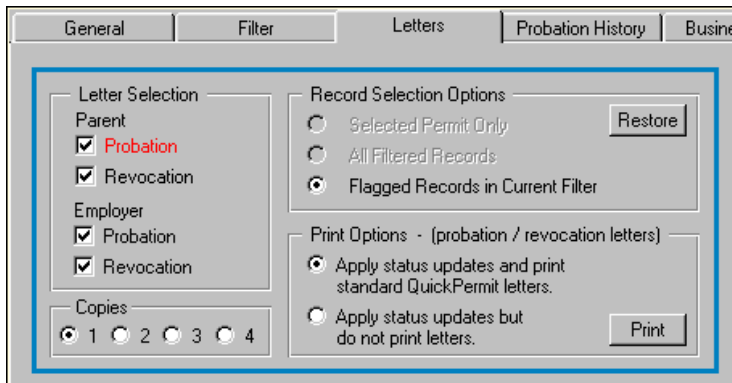 General Filter Letters Probation History Busine
Letter Selection
Parent
Probation
Revocation
Employer
Probation
Revocation
Copies
1 2 3 4
Record Selection Options
Selected Permit Only
All Filtered Records
Flagged Records in Current Filter
Restore
Print Options - (probation / revocation letters)
Apply status updates and print
standard QuickPermit letters.
Apply status updates but
do not print letters.
Print